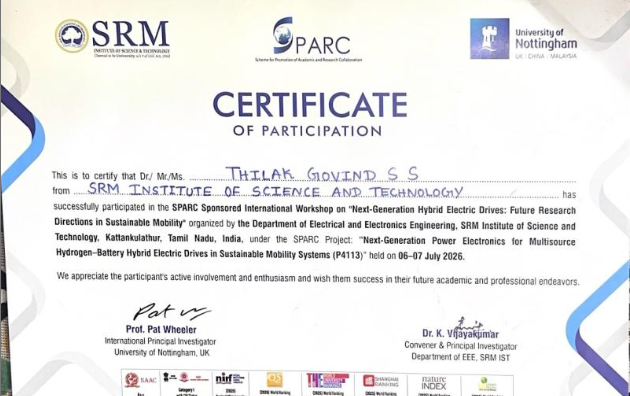 SRM
INSTITUTE OF SCIENCE & TECHNOLOGY
SPARC
Scheme for Promotion of Academic and Research Collaboration
University of
Nottingham
UK | CHINA | MALAYSIA
CERTIFICATE
OF PARTICIPATION
This is to certify that Dr./ Mr./Ms. THILAK GOVIND S S
from SRM INSTITUTE OF SCIENCE AND TECHNOLOGY has
successfully participated in the SPARC Sponsored International Workshop on "Next-Generation Hybrid Electric Drives: Future Research
Directions in Sustainable Mobility" organized by the Department of Electrical and Electronics Engineering, SRM Institute of Science and
Technology, Kattankulathur, Tamil Nadu, India, under the SPARC Project: "Next-Generation Power Electronics for Multisource
Hydrogen–Battery Hybrid Electric Drives in Sustainable Mobility Systems (P4113)" held on 06–07 July 2026.
We appreciate the participant's active involvement and enthusiasm and wish them success in their future academic and professional endeavors.
Pat W
Prof. Pat Wheeler
International Principal Investigator
University of Nottingham, UK
Dr. K. Vijayakumar
Convener & Principal Investigator
Department of EEE, SRM IST
NAAC
nirf
QS
THE
SHANGHAI
RANKING
nature
INDEX